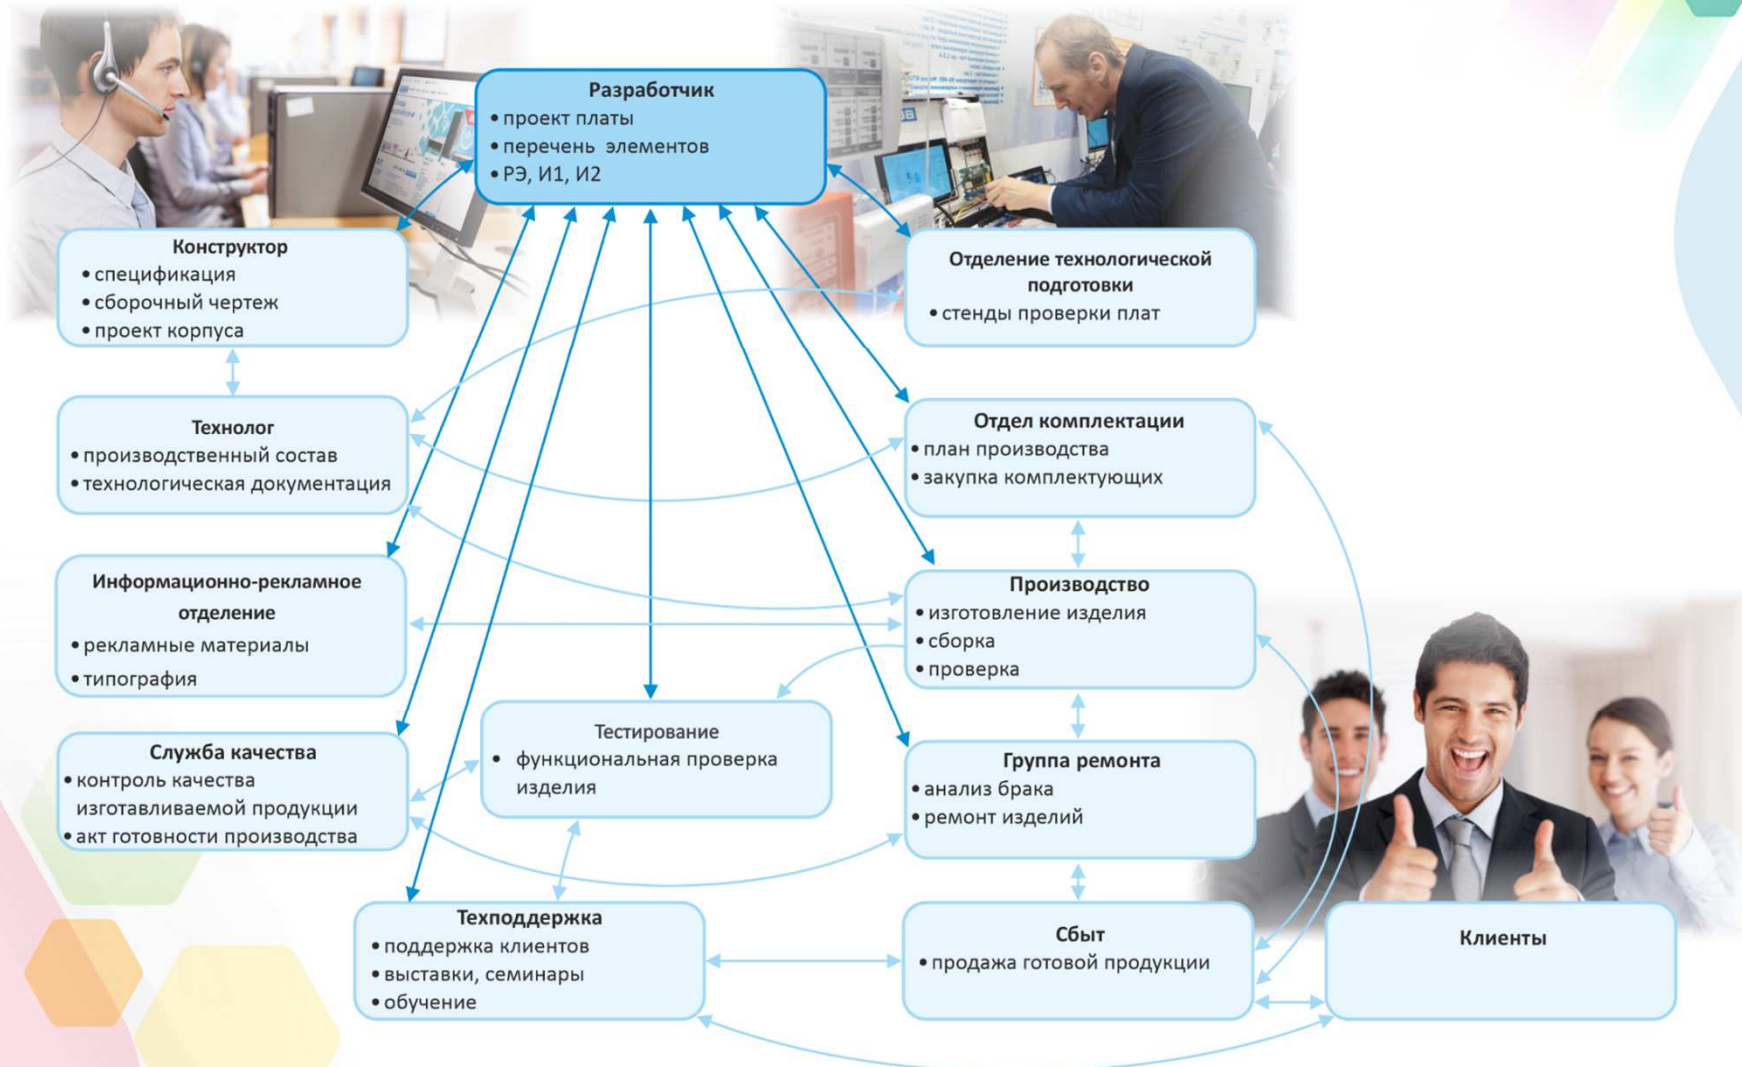 Разработчик
• проект платы
• перечень элементов
• РЭ, И1, И2
Конструктор
• спецификация
• сборочный чертеж
• проект корпуса
Отделение технологической
подготовки
• стенды проверки плат
Технолог
• производственный состав
• технологическая документация
Отдел комплектации
• план производства
• закупка комплектующих
Информационно-рекламное
отделение
• рекламные материалы
• типография
Производство
• изготовление изделия
• сборка
• проверка
Служба качества
• контроль качества
изготавливаемой продукции
• акт готовности производства
Тестирование
• функциональная проверка
изделия
Группа ремонта
• анализ брака
• ремонт изделий
Техподдержка
• поддержка клиентов
• выставки, семинары
• обучение
Сбыт
• продажа готовой продукции
Клиенты